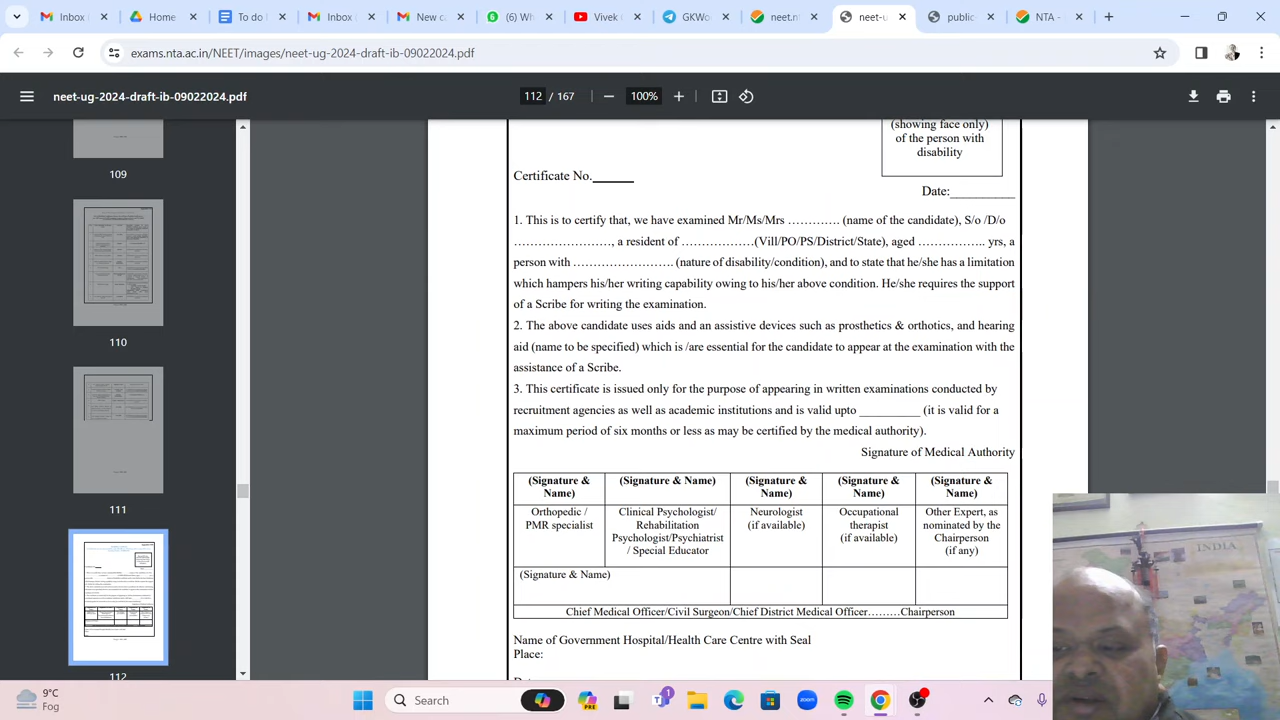 Inbox (
Home
To do
Inbox (
New ca
(6) Wh
Vivek C
GKWo
neet.nt
neet-u
public
NTA -
exams.nta.ac.in/NEET/images/neet-ug-2024-draft-ib-09022024.pdf
neet-ug-2024-draft-ib-09022024.pdf
112 / 167
100%
109
110
111
112
(showing face only)
of the person with
disability
Certificate No.______
Date:_________
1. This is to certify that, we have examined Mr/Ms/Mrs …………. (name of the candidate), S/o /D/o
…………………………, a resident of ………………(Vill/PO/PS/District/State), aged ……………. yrs, a
person with ……………………. (nature of disability/condition), and to state that he/she has a limitation
which hampers his/her writing capability owing to his/her above condition. He/she requires the support
of a Scribe for writing the examination.
2. The above candidate uses aids and an assistive devices such as prosthetics & orthotics, and hearing
aid (name to be specified) which is /are essential for the candidate to appear at the examination with the
assistance of a Scribe.
3. This certificate is issued only for the purpose of appearing in written examinations conducted by
recruitment agencies as well as academic institutions and is valid upto _________ (it is valid for a
maximum period of six months or less as may be certified by the medical authority).
Signature of Medical Authority
(Signature &
Name)
(Signature & Name)
(Signature &
Name)
(Signature &
Name)
(Signature &
Name)
Orthopedic /
PMR specialist
Clinical Psychologist/
Rehabilitation
Psychologist/Psychiatrist
/ Special Educator
Neurologist
(if available)
Occupational
therapist
(if available)
Other Expert, as
nominated by the
Chairperson
(if any)
(Signature & Name)
Chief Medical Officer/Civil Surgeon/Chief District Medical Officer………Chairperson
Name of Government Hospital/Health Care Centre with Seal
Place:
INDIA
9°C
Fog
Search
1
zoom